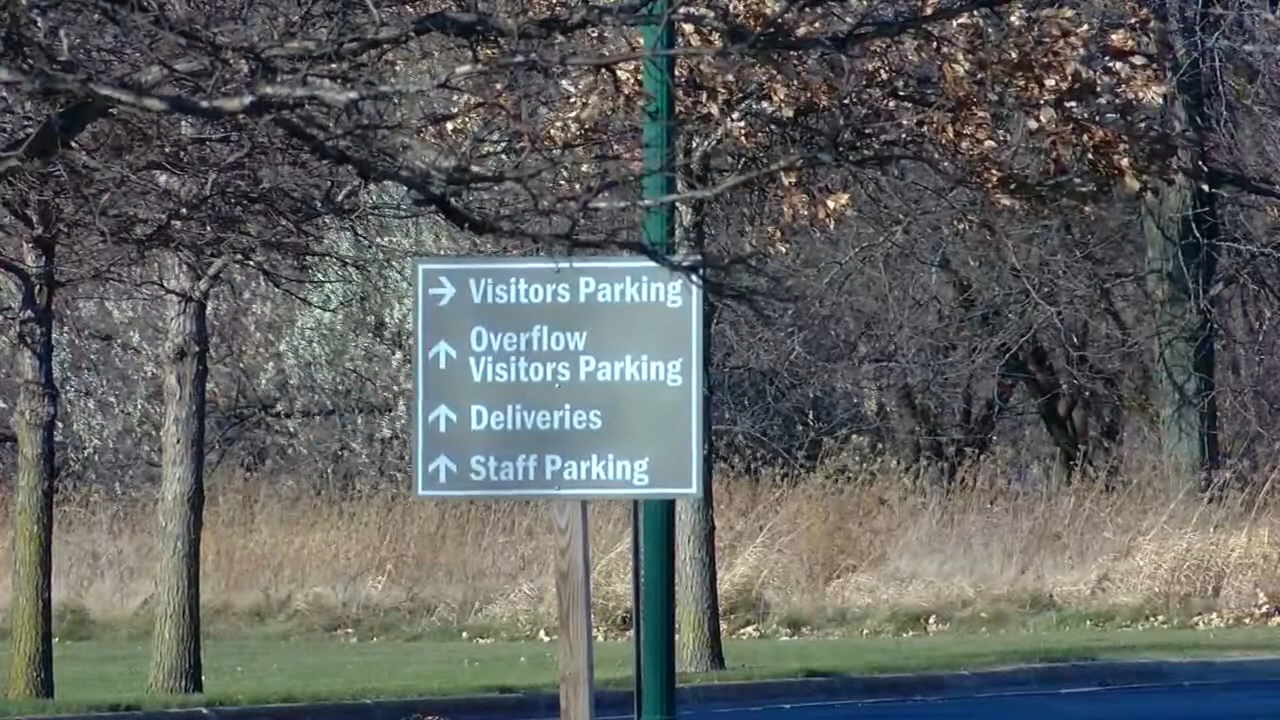 → Visitors Parking
Overflow
↑ Visitors Parking
↑ Deliveries
↑ Staff Parking